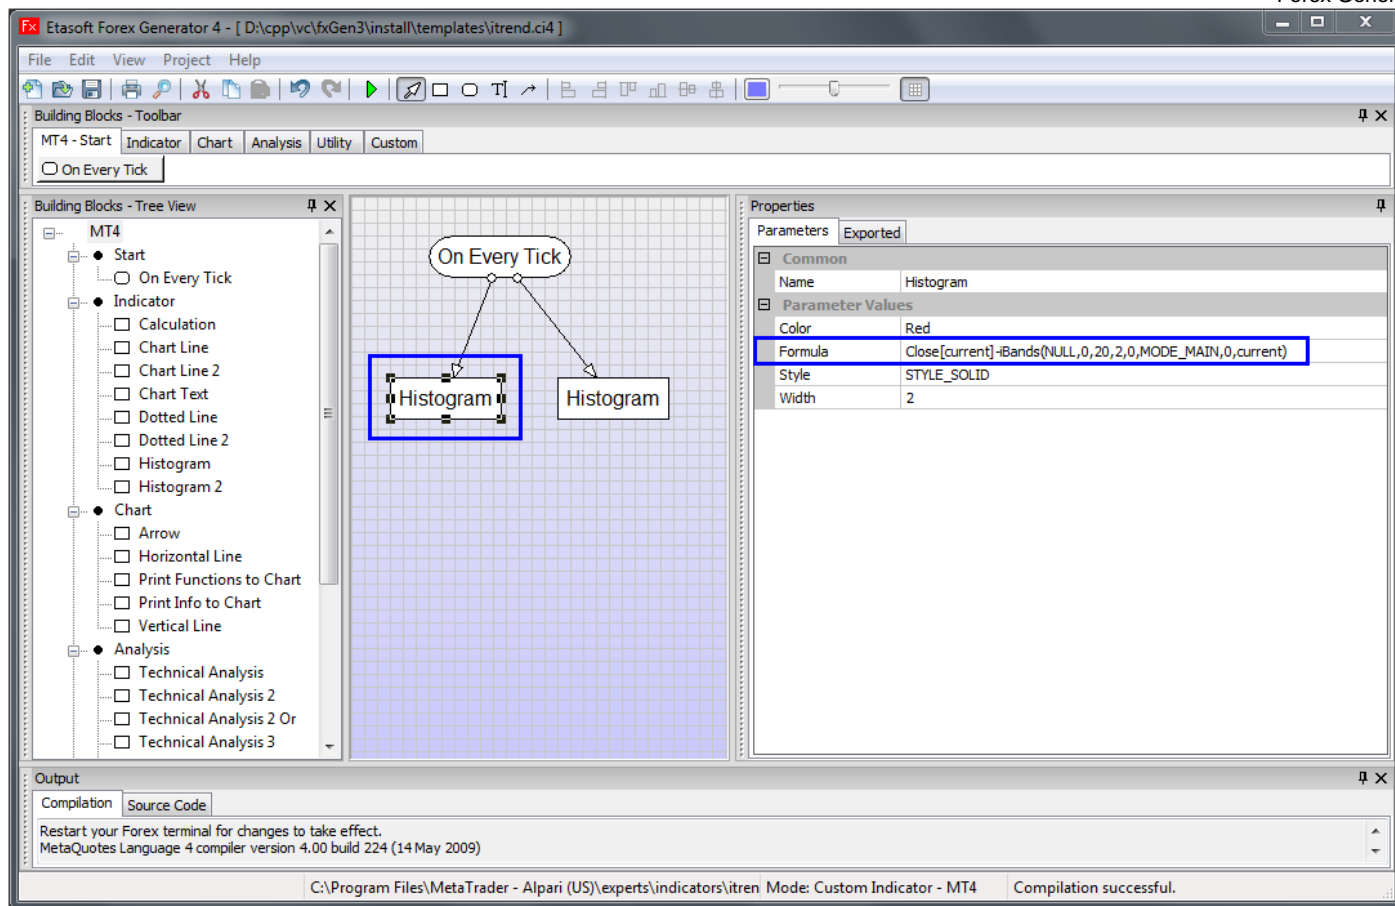 Forex Gener
Etasoft Forex Generator 4 - [ D:\cpp\vc\fxGen3\install\templates\itrend.ci4 ]
File Edit View Project Help
Building Blocks - Toolbar
MT4 - Start Indicator Chart Analysis Utility Custom
On Every Tick
Building Blocks - Tree View
MT4
Start
On Every Tick
Indicator
Calculation
Chart Line
Chart Line 2
Chart Text
Dotted Line
Dotted Line 2
Histogram
Histogram 2
Chart
Arrow
Horizontal Line
Print Functions to Chart
Print Info to Chart
Vertical Line
Analysis
Technical Analysis
Technical Analysis 2
Technical Analysis 2 Or
Technical Analysis 3
On Every Tick
Histogram Histogram
Properties
Parameters Exported
Common
Name Histogram
Parameter Values
Color Red
Formula Close[current]-iBands(NULL,0,20,2,0,MODE_MAIN,0,current)
Style STYLE_SOLID
Width 2
Output
Compilation Source Code
Restart your Forex terminal for changes to take effect.
MetaQuotes Language 4 compiler version 4.00 build 224 (14 May 2009)
C:\Program Files\MetaTrader - Alpari (US)\experts\indicators\itren Mode: Custom Indicator - MT4 Compilation successful.